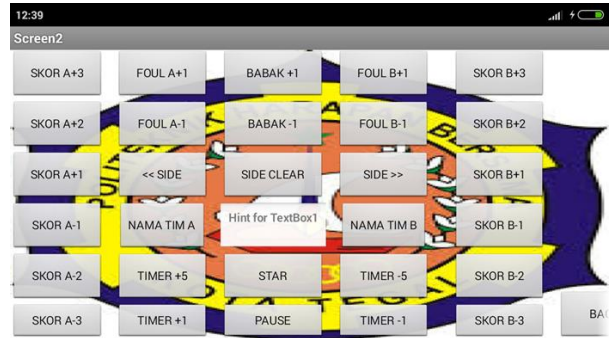 12:39
Screen2
SKOR A+3 FOUL A+1 BABAK +1 FOUL B+1 SKOR B+3
SKOR A+2 FOUL A-1 BABAK -1 FOUL B-1 SKOR B+2
SKOR A+1 << SIDE SIDE CLEAR SIDE >> SKOR B+1
SKOR A-1 NAMA TIM A Hint for TextBox1 NAMA TIM B SKOR B-1
SKOR A-2 TIMER +5 STAR TIMER -5 SKOR B-2
SKOR A-3 TIMER +1 PAUSE TIMER -1 SKOR B-3